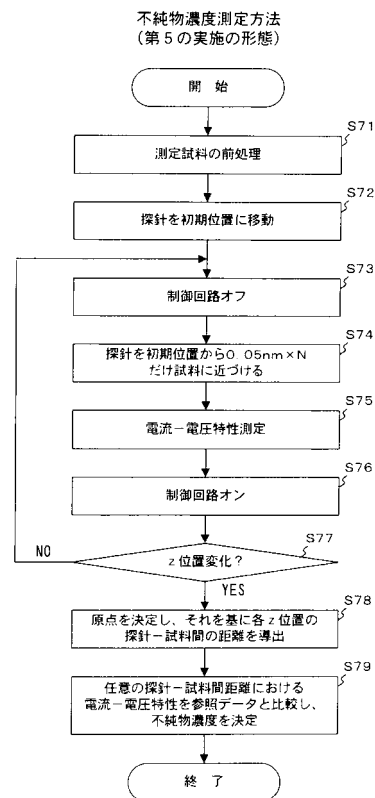 不純物濃度測定方法
(第5の実施の形態)
開 始
S71
測定試料の前処理
S72
探針を初期位置に移動
S73
制御回路オフ
S74
探針を初期位置から0.05nm×N
だけ試料に近づける
S75
電流－電圧特性測定
S76
制御回路オン
S77
z位置変化?
NO
YES
S78
原点を決定し、それを基に各z位置の
探針－試料間の距離を導出
S79
任意の探針－試料間距離における
電流－電圧特性を参照データと比較し、
不純物濃度を決定
終 了